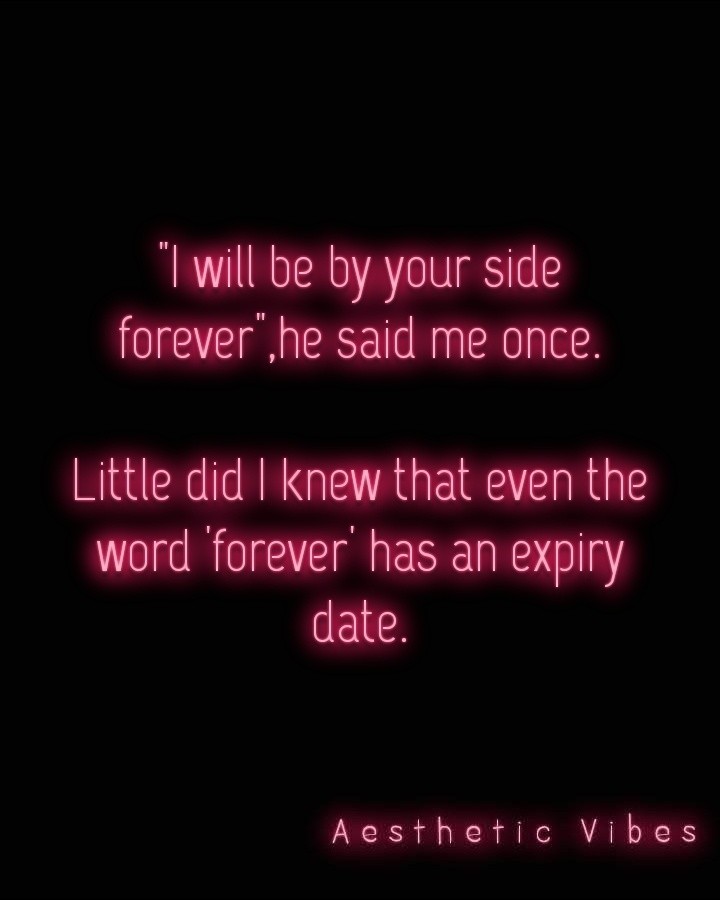 "I will be by your side
forever",he said me once.
Little did I knew that even the
word 'forever' has an expiry
date.
Aesthetic Vibes